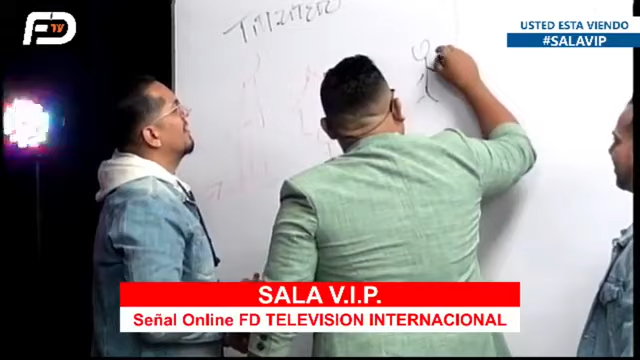 FD TV
USTED ESTA VIENDO
#SALAVIP
SALA V.I.P.
Señal Online FD TELEVISION INTERNACIONAL